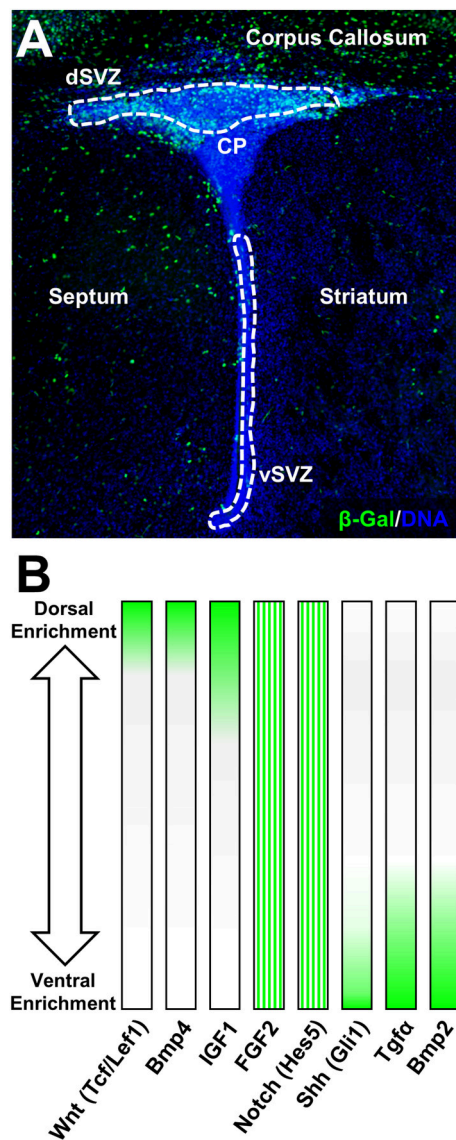 A
Corpus Callosum
dSVZ
CP
Septum
Striatum
vSVZ
β-Gal/DNA
B
Dorsal
Enrichment
Ventral
Enrichment
Wnt (Tcf/Lef1)
Bmp4
IGF1
FGF2
Notch (Hes5)
Shh (Gli1)
Tgfα
Bmp2